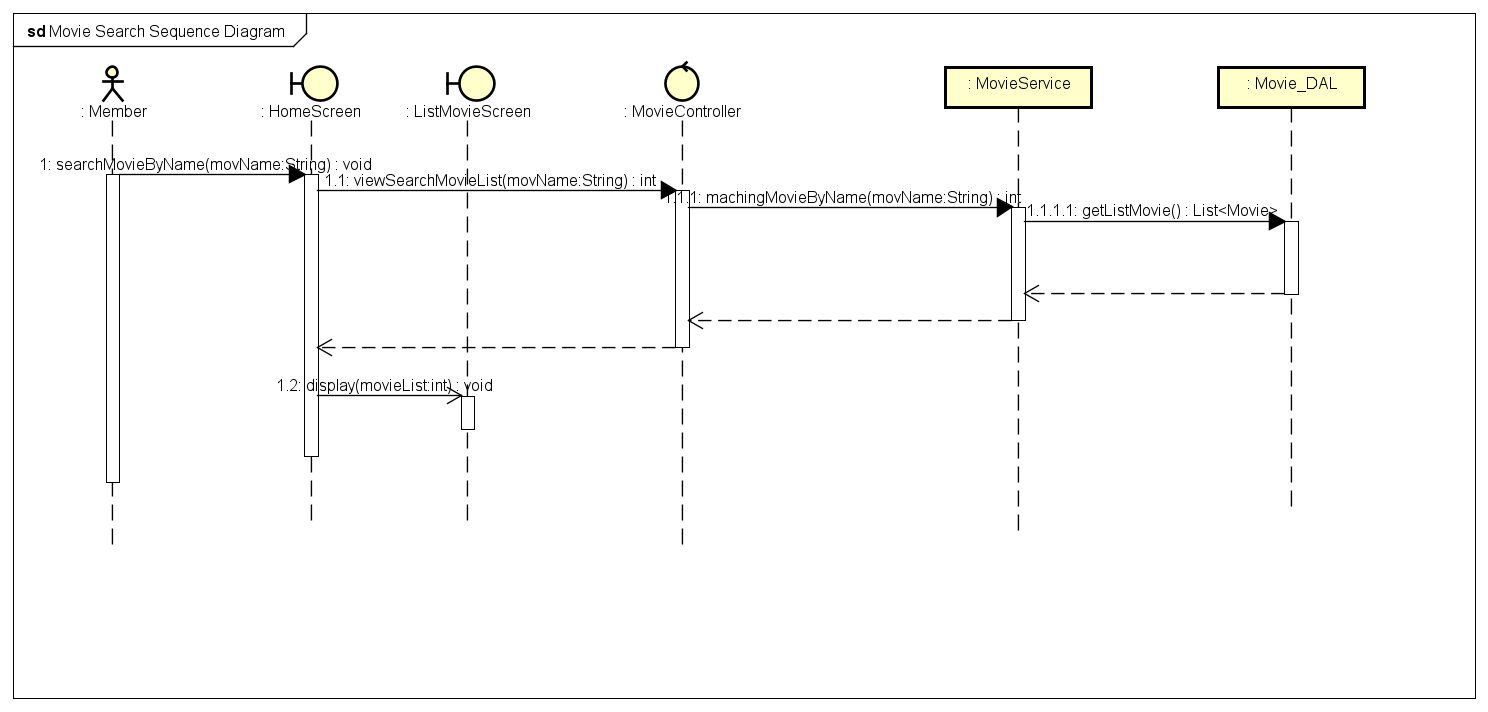 sd Movie Search Sequence Diagram
: Member
: HomeScreen
: ListMovieScreen
: MovieController
: MovieService
: Movie_DAL
1: searchMovieByName(movName:String) : void
1.1: viewSearchMovieList(movName:String) : int
1.1.1: machingMovieByName(movName:String) : int
1.1.1.1: getListMovie() : List<Movie>
1.2: display(movieList:int) : void